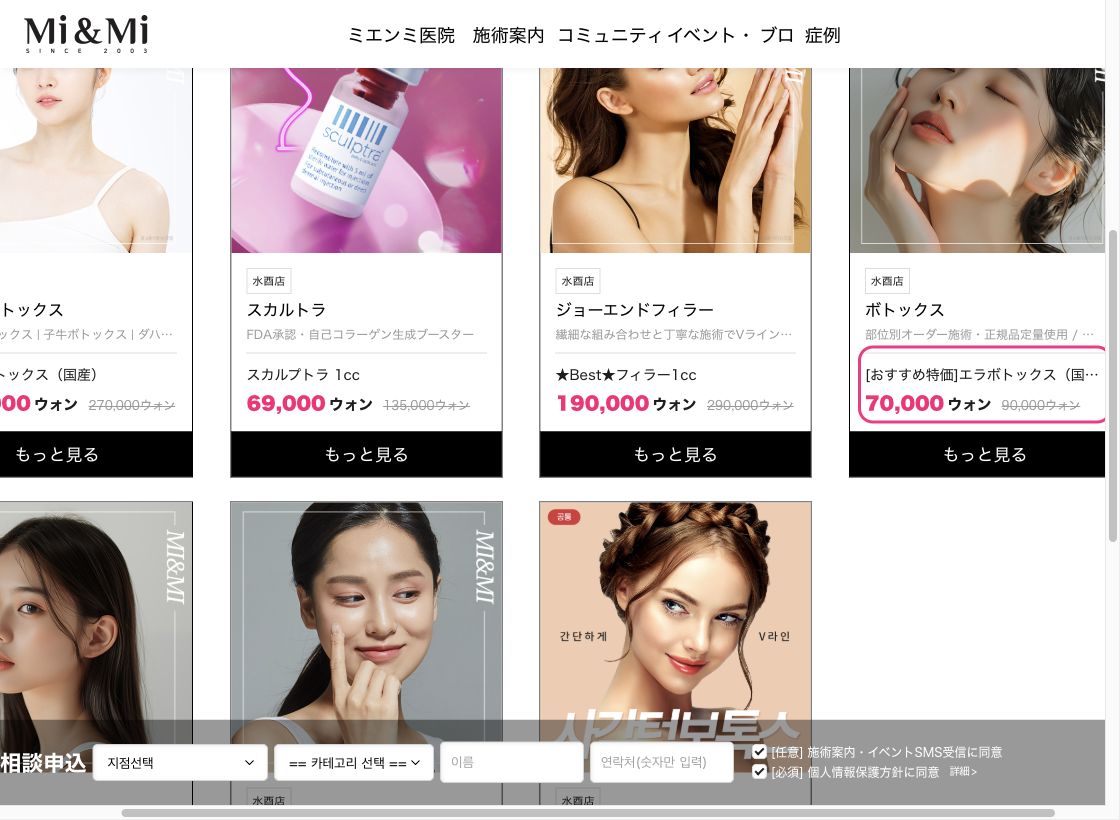 Mi&Mi
SINCE 2003
ミエンミ医院 施術案内 コミュニティ イベント・ ブロ 症例
sculptra
水酉店
水酉店
水酉店
トックス
スカルトラ
ジョーエンドフィラー
ボトックス
ックス | 子牛ボトックス | ダハ…
FDA承認・自己コラーゲン生成ブースター
繊細な組み合わせと丁寧な施術でVライン…
部位別オーダー施術・正規品定量使用 / …
トックス（国産）
スカルプトラ 1cc
★Best★フィラー1cc
[おすすめ特価]エラボトックス（国…
000 ウォン 270,000ウォン
69,000 ウォン 135,000ウォン
190,000 ウォン 290,000ウォン
70,000 ウォン 90,000ウォン
もっと見る
もっと見る
もっと見る
もっと見る
MI&MI
MI&MI
공통
간단하게
V라인
사각턱보톡스
相談申込
지점선택
== 카테고리 선택 ==
이름
연락처(숫자만 입력)
[任意] 施術案内・イベントSMS受信に同意
[必須] 個人情報保護方針に同意 詳細>
水酉店
水酉店